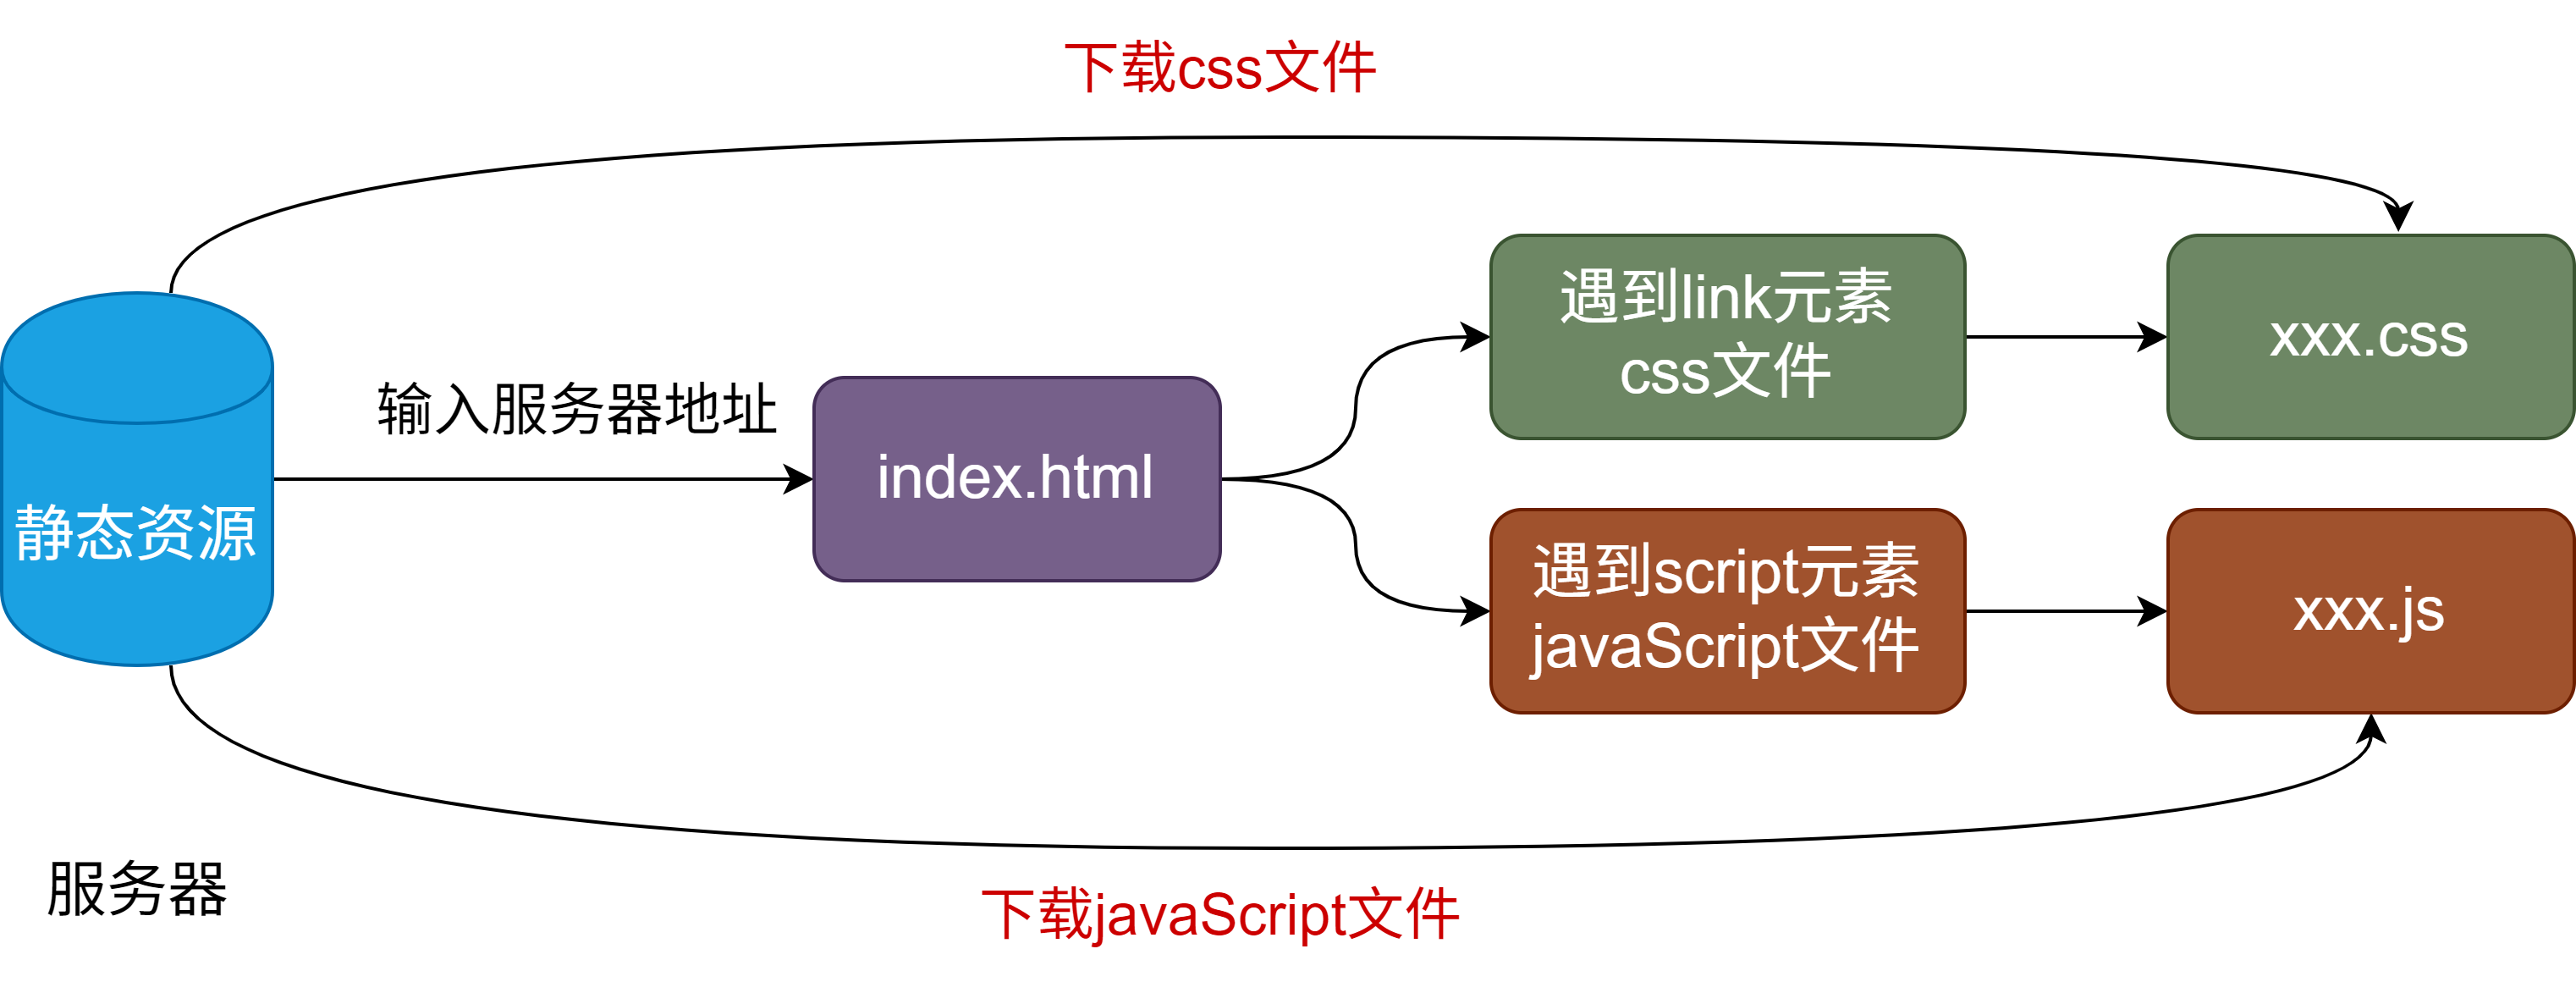 下载css文件
遇到link元素
css文件
xxx.css
输入服务器地址
index.html
静态资源
遇到script元素
javaScript文件
xxx.js
服务器
下载javaScript文件